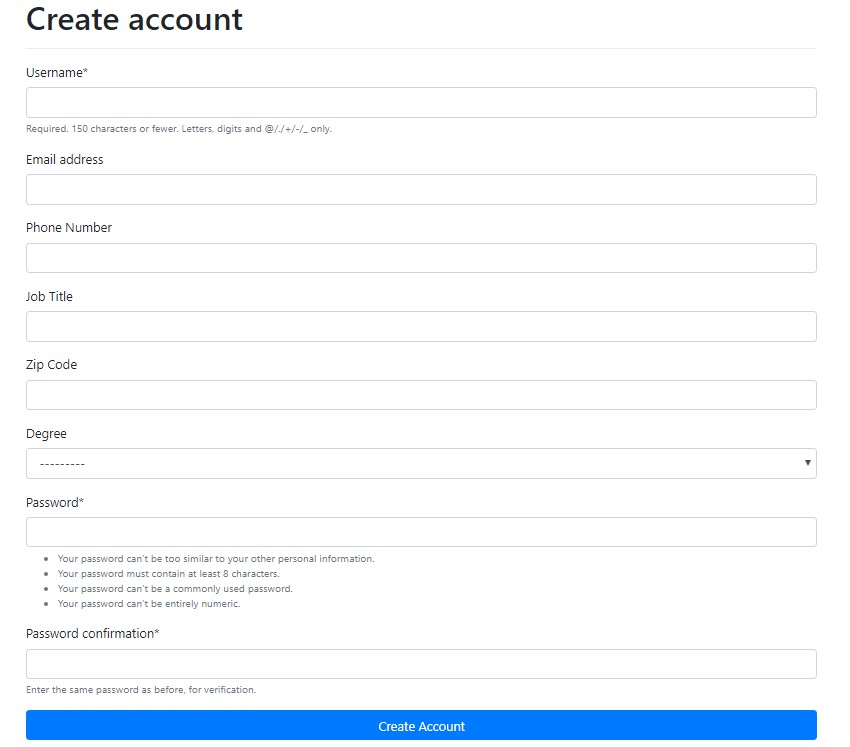 Create account
Username*
Required. 150 characters or fewer. Letters, digits and @/./+/-/_ only.
Email address
Phone Number
Job Title
Zip Code
Degree
---------
Password*
Your password can't be too similar to your other personal information.
Your password must contain at least 8 characters.
Your password can't be a commonly used password.
Your password can't be entirely numeric.
Password confirmation*
Enter the same password as before, for verification.
Create Account